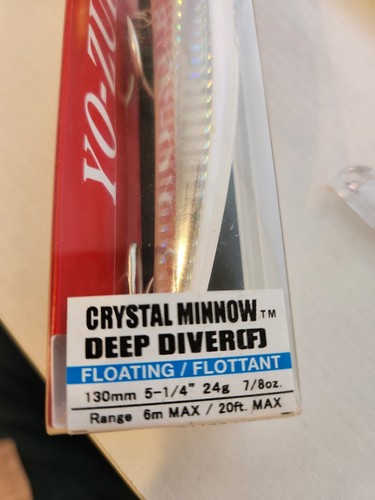 YO-ZU
CRYSTAL MINNOW™
DEEP DIVER(F)
FLOATING / FLOTTANT
130mm 5-1/4" 24g 7/8oz.
Range 6m MAX / 20ft. MAX